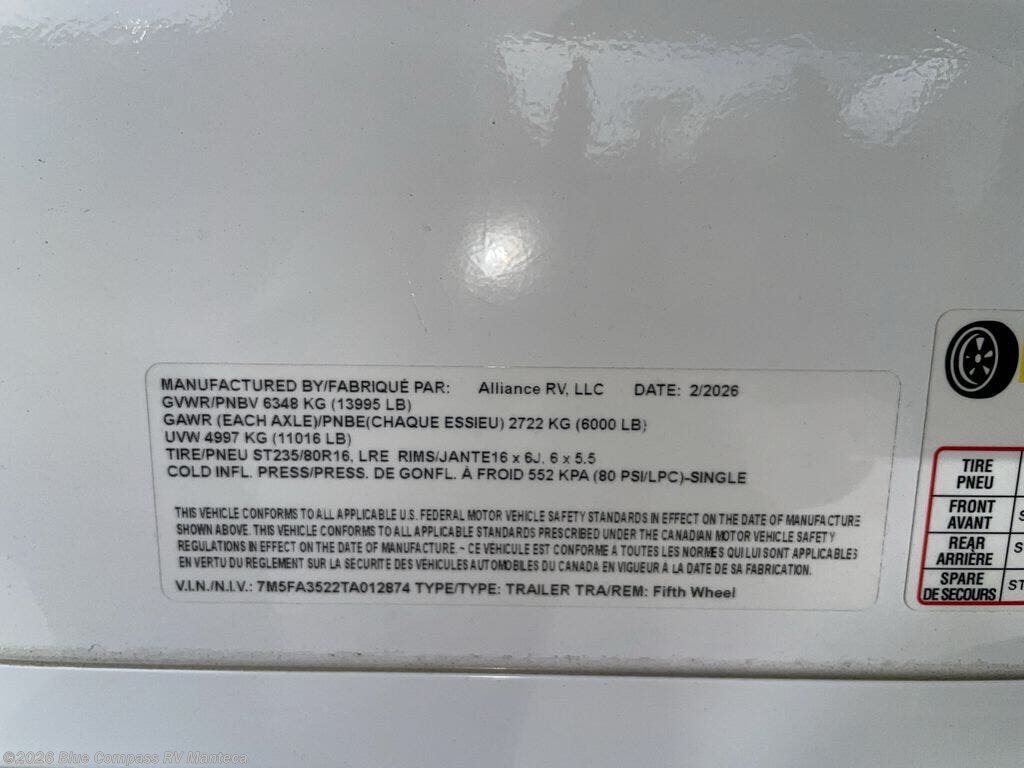 MANUFACTURED BY/FABRIQUÉ PAR: Alliance RV, LLC DATE: 2/2026
GVWR/PNBV 6348 KG (13995 LB)
GAWR (EACH AXLE)/PNBE(CHAQUE ESSIEU) 2722 KG (6000 LB)
UVW 4997 KG (11016 LB)
TIRE/PNEU ST235/80R16, LRE RIMS/JANTE16 x 6J, 6 x 5.5
COLD INFL. PRESS/PRESS. DE GONFL. À FROID 552 KPA (80 PSI/LPC)-SINGLE
THIS VEHICLE CONFORMS TO ALL APPLICABLE U.S. FEDERAL MOTOR VEHICLE SAFETY STANDARDS IN EFFECT ON THE DATE OF MANUFACTURE
SHOWN ABOVE. THIS VEHICLE CONFORMS TO ALL APPLICABLE STANDARDS PRESCRIBED UNDER THE CANADIAN MOTOR VEHICLE SAFETY
REGULATIONS IN EFFECT ON THE DATE OF MANUFACTURE. - CE VÉHICULE EST CONFORME A TOUTES LES NORMES QUI LUI SONT APPLICABLES
EN VERTU DU REGLEMENT SUR LA SECURITE DES VÉHICULES AUTOMOBILES DU CANADA EN VIGUEUR À LA DATE DE SA FABRICATION.
V.I.N./N.I.V.: 7M5FA3522TA012874 TYPE/TYPE: TRAILER TRA/REM: Fifth Wheel
TIRE
PNEU
FRONT
AVANT
REAR
ARRIÈRE
SPARE
DE SECOURS
ST
©2026 Blue Compass RV Manteca